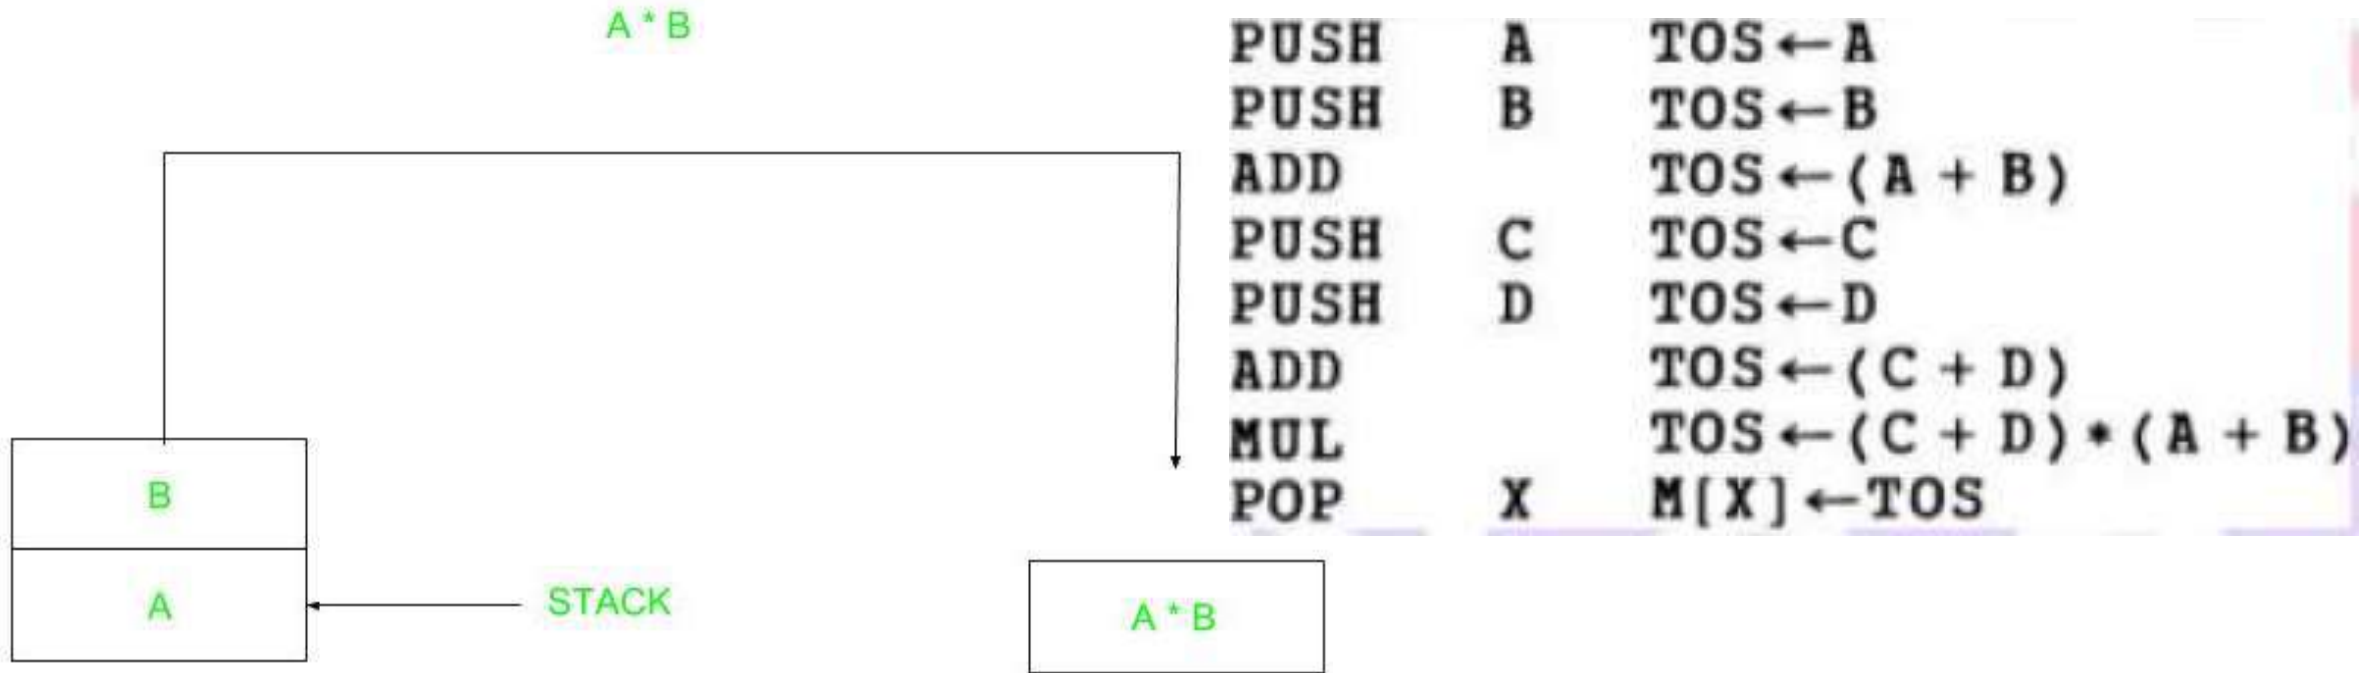 A * B
PUSH A TOS←A
PUSH B TOS←B
ADD TOS←(A + B)
PUSH C TOS←C
PUSH D TOS←D
ADD TOS←(C + D)
MUL TOS←(C + D)*(A + B)
POP X M[X]←TOS
B
A
STACK
A * B